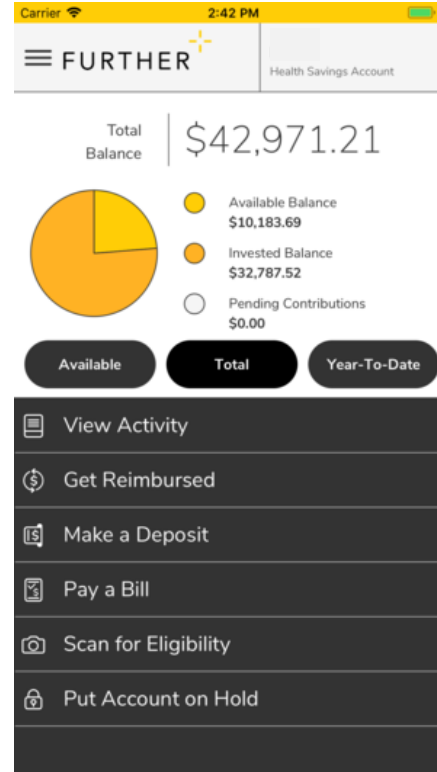 Carrier 2:42 PM
FURTHER
Health Savings Account
Total
Balance
$42,971.21
Available Balance
$10,183.69
Invested Balance
$32,787.52
Pending Contributions
$0.00
Available Total Year-To-Date
View Activity
Get Reimbursed
Make a Deposit
Pay a Bill
Scan for Eligibility
Put Account on Hold